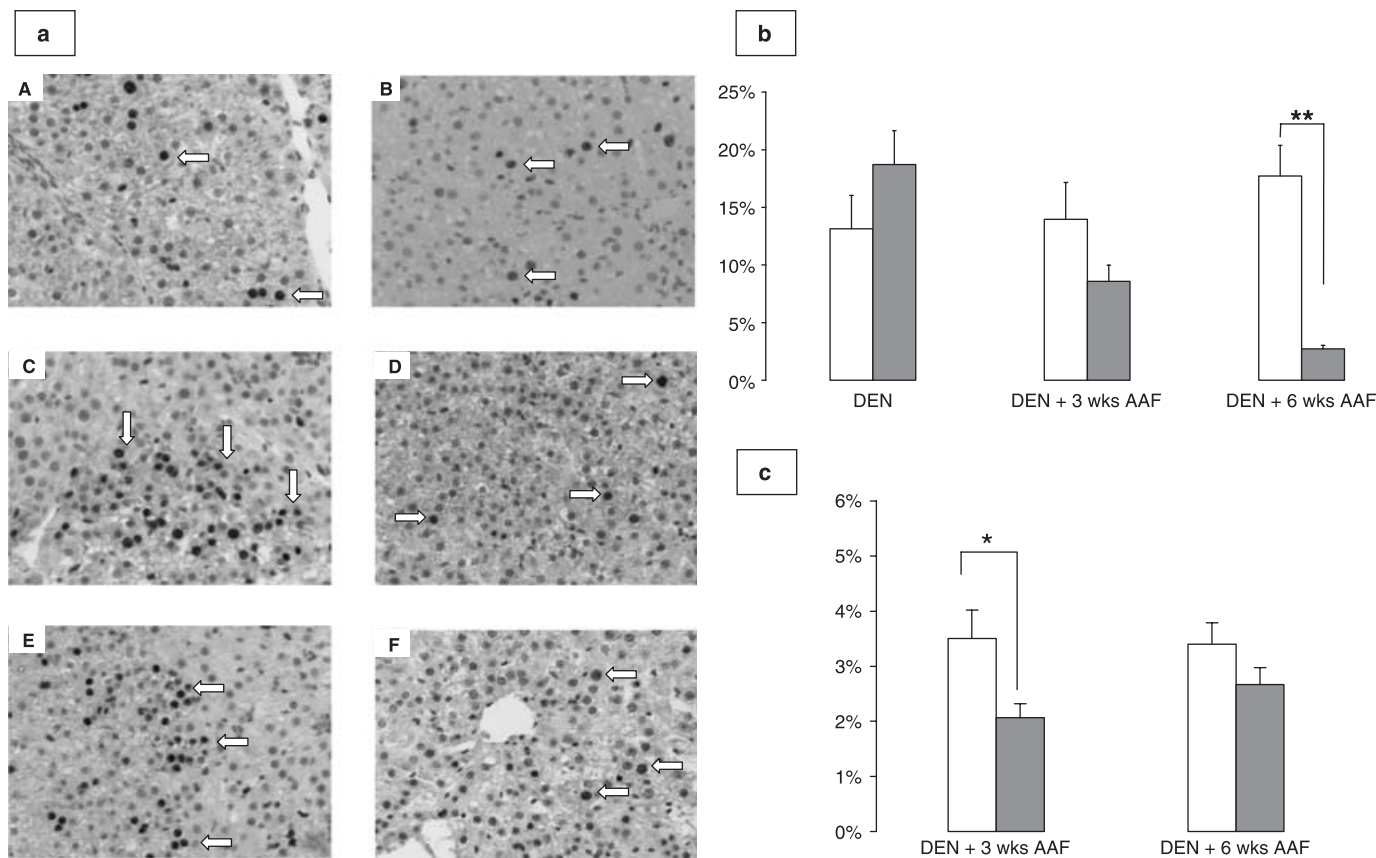 a
A
B
C
D
E
F
b
25%
20%
15%
10%
5%
0%
**
DEN
DEN + 3 wks AAF
DEN + 6 wks AAF
c
6%
5%
4%
3%
2%
1%
0%
*
DEN + 3 wks AAF
DEN + 6 wks AAF